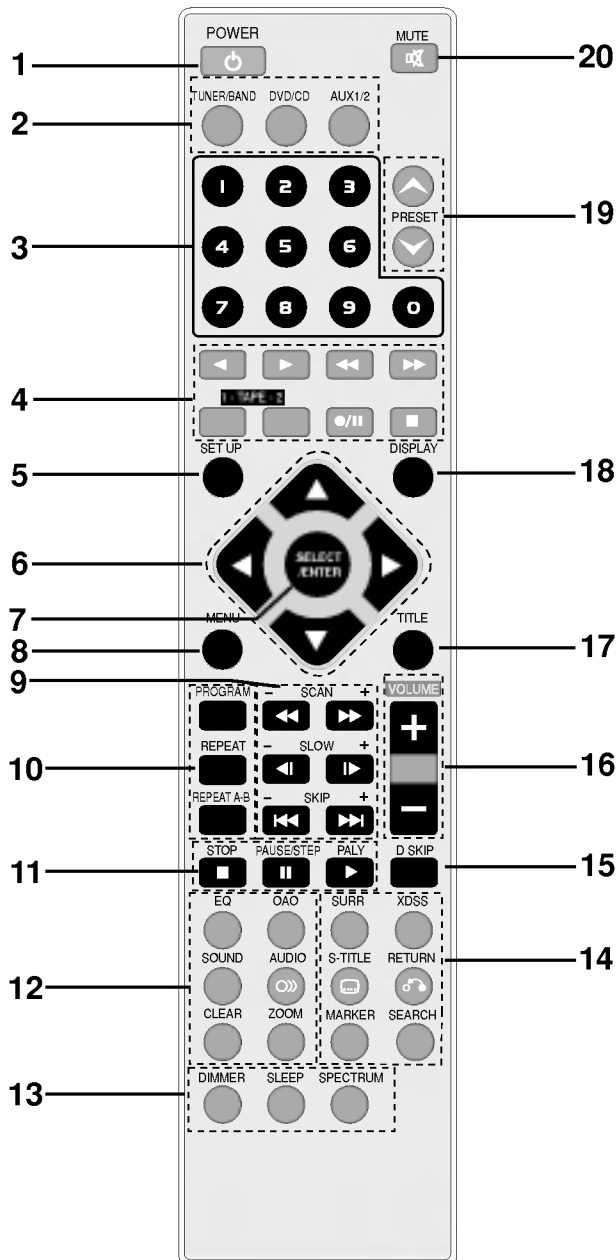 POWER
MUTE
1
20
TUNER/BAND DVD/CD AUX1/2
2
1 2 3
PRESET
19
3
4 5 6
7 8 9 0
4
1 - TAPE - 2
SET UP
DISPLAY
5
18
6
SELECT
/ENTER
7
MENU
TITLE
8
17
9
- SCAN +
VOLUME
PROGRAM
+
- SLOW +
REPEAT
10
16
- SKIP +
REPEAT A-B
-
STOP PAUSE/STEP PALY
D SKIP
11
15
EQ OAO SURR XDSS
SOUND AUDIO S-TITLE RETURN
12
14
CLEAR ZOOM MARKER SEARCH
DIMMER SLEEP SPECTRUM
13